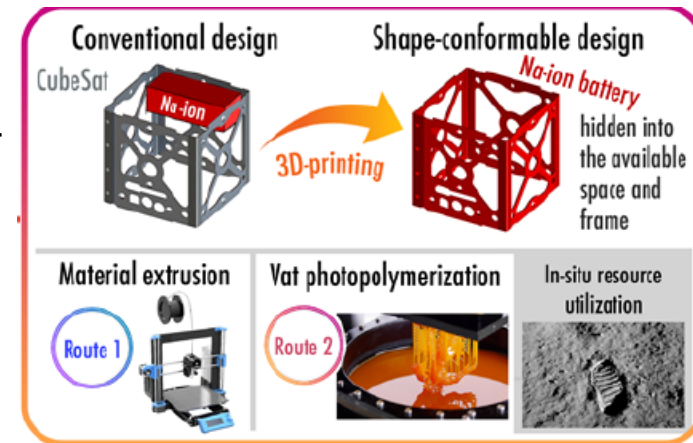 Conventional design
Shape-conformable design
CubeSat
Na-ion
3D-printing
Na-ion battery
hidden into
the available
space and
frame
Material extrusion
Route 1
Vat photopolymerization
Route 2
In-situ resource
utilization